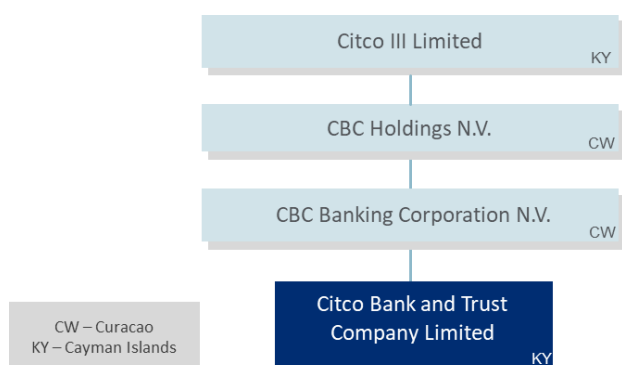 Citco III Limited
KY
CBC Holdings N.V.
CW
CBC Banking Corporation N.V.
CW
Citco Bank and Trust
Company Limited
KY
CW – Curacao
KY – Cayman Islands